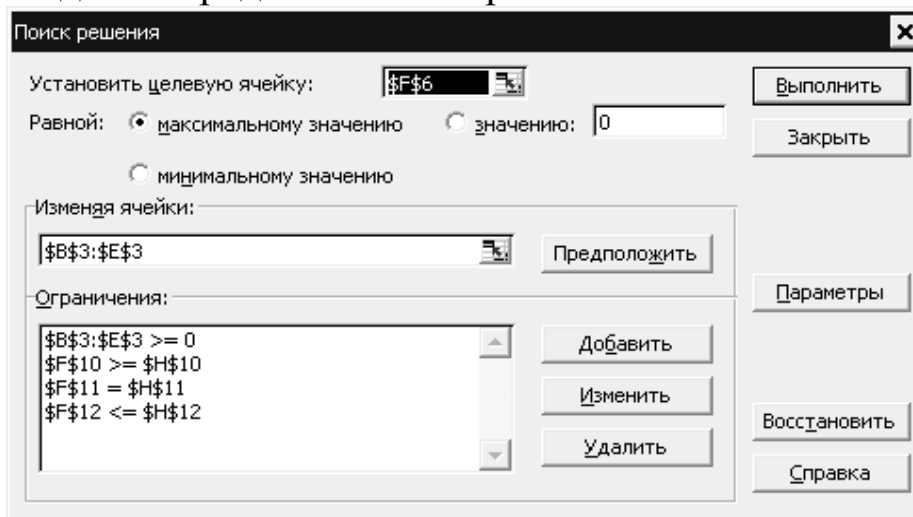 Поиск решения
Установить целевую ячейку: $F$6
Выполнить
Равной: максимальному значению значению: 0
Закрыть
минимальному значению
Изменяя ячейки:
$B$3:$E$3
Предположить
Параметры
Ограничения:
$B$3:$E$3 >= 0
$F$10 >= $H$10
$F$11 = $H$11
$F$12 <= $H$12
Добавить
Изменить
Удалить
Восстановить
Справка